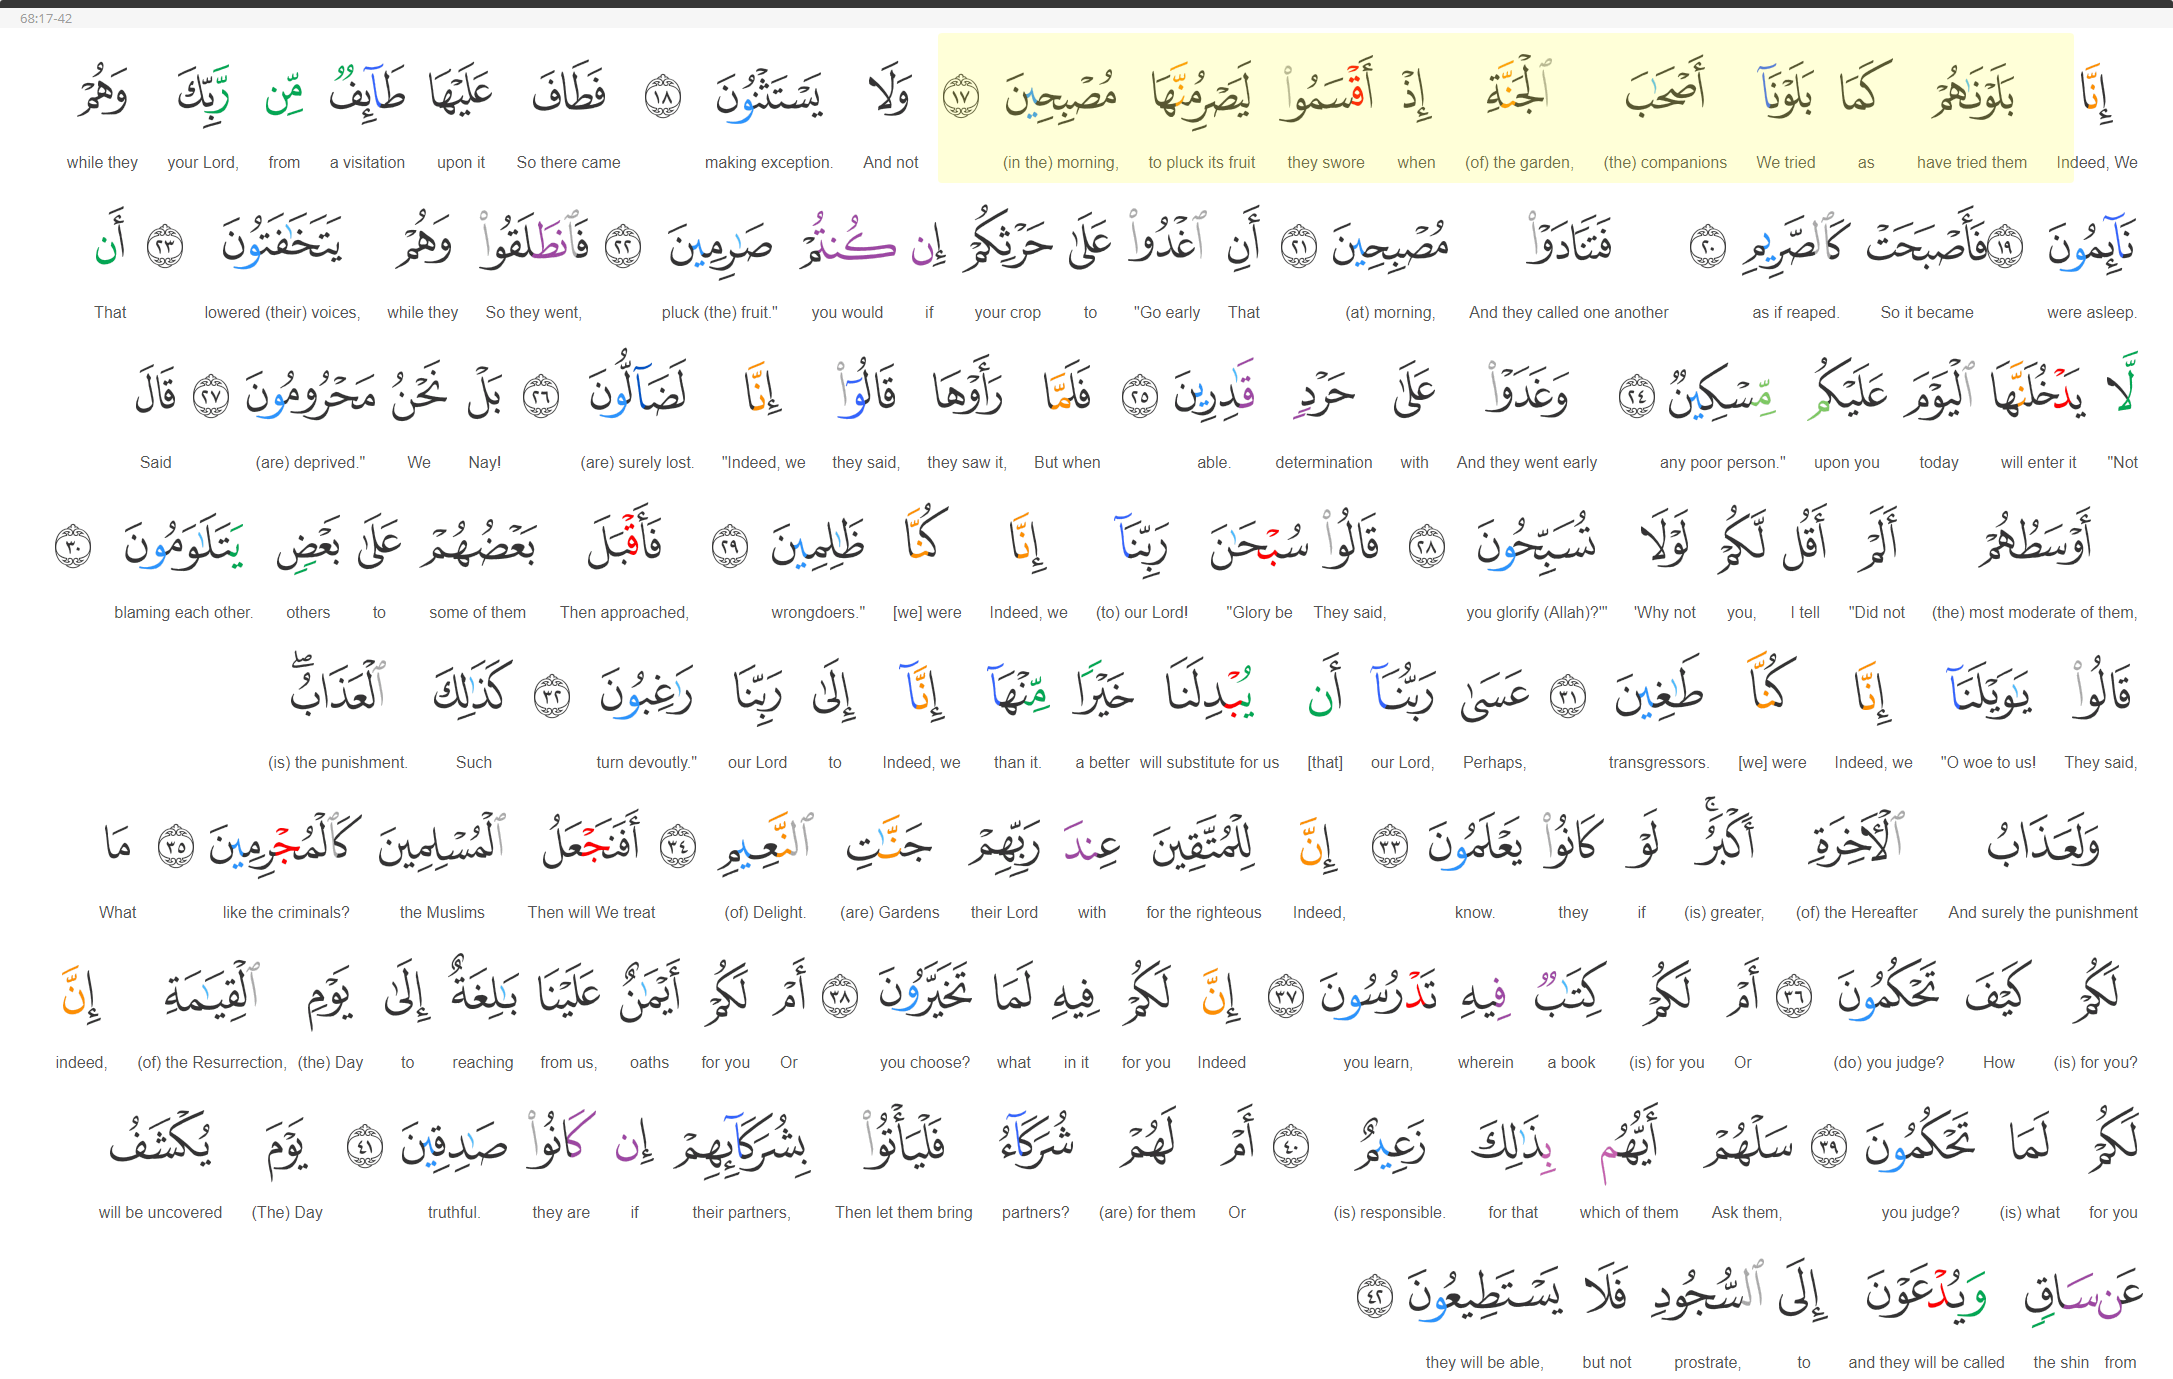 68:17-42
إِنَّا بَلَوْنَـٰهُمْ كَمَا بَلَوْنَآ أَصْحَـٰبَ ٱلْجَنَّةِ إِذْ أَقْسَمُوا۟ لَيَصْرِمُنَّهَا مُصْبِحِينَ ١٧ وَلَا يَسْتَثْنُونَ ١٨ فَطَافَ عَلَيْهَا طَآئِفٌ مِّن رَّبِّكَ وَهُمْ
Indeed, We have tried them as We tried (the) companions (of) the garden, when they swore to pluck its fruit (in the) morning, And not making exception. So there came upon it a visitation from your Lord, while they
نَآئِمُونَ ١٩ فَأَصْبَحَتْ كَٱلصَّرِيمِ ٢٠ فَتَنَادَوْا۟ مُصْبِحِينَ ٢١ أَنِ ٱغْدُوا۟ عَلَىٰ حَرْثِكُمْ إِن كُنتُمْ صَـٰرِمِينَ ٢٢ فَٱنطَلَقُوا۟ وَهُمْ يَتَخَـٰفَتُونَ ٢٣ أَن
were asleep. So it became as if reaped. And they called one another (at) morning, That "Go early to your crop if you would pluck (the) fruit." So they went, while they lowered (their) voices, That
لَّا يَدْخُلَنَّهَا ٱلْيَوْمَ عَلَيْكُم مِّسْكِينٌ ٢٤ وَغَدَوْا۟ عَلَىٰ حَرْدٍ قَـٰدِرِينَ ٢٥ فَلَمَّا رَأَوْهَا قَالُوٓا۟ إِنَّا لَضَآلُّونَ ٢٦ بَلْ نَحْنُ مَحْرُومُونَ ٢٧ قَالَ
"Not will enter it today upon you any poor person." And they went early with determination able. But when they saw it, they said, "Indeed, we (are) surely lost. Nay! We (are) deprived." Said
أَوْسَطُهُمْ أَلَمْ أَقُل لَّكُمْ لَوْلَا تُسَبِّحُونَ ٢٨ قَالُوا۟ سُبْحَـٰنَ رَبِّنَآ إِنَّا كُنَّا ظَـٰلِمِينَ ٢٩ فَأَقْبَلَ بَعْضُهُمْ عَلَىٰ بَعْضٍ يَتَلَـٰوَمُونَ ٣٠
(the) most moderate of them, "Did not I tell you, 'Why not you glorify (Allah)?'" They said, "Glory be (to) our Lord! Indeed, we [we] were wrongdoers." Then approached, some of them to others blaming each other.
قَالُوا۟ يَـٰوَيْلَنَآ إِنَّا كُنَّا طَـٰغِينَ ٣١ عَسَىٰ رَبُّنَآ أَن يُبْدِلَنَا خَيْرًا مِّنْهَآ إِنَّآ إِلَىٰ رَبِّنَا رَٰغِبُونَ ٣٢ كَذَٰلِكَ ٱلْعَذَابُ ۖ
They said, "O woe to us! Indeed, we [we] were transgressors. Perhaps, our Lord, [that] will substitute for us a better than it. Indeed, we to our Lord turn devoutly." Such (is) the punishment.
وَلَعَذَابُ ٱلْـَٔاخِرَةِ أَكْبَرُ ۚ لَوْ كَانُوا۟ يَعْلَمُونَ ٣٣ إِنَّ لِلْمُتَّقِينَ عِندَ رَبِّهِمْ جَنَّـٰتِ ٱلنَّعِيمِ ٣٤ أَفَنَجْعَلُ ٱلْمُسْلِمِينَ كَٱلْمُجْرِمِينَ ٣٥ مَا
And surely the punishment (of) the Hereafter (is) greater, if they know. Indeed, for the righteous with their Lord (are) Gardens (of) Delight. Then will We treat the Muslims like the criminals? What
لَكُمْ كَيْفَ تَحْكُمُونَ ٣٦ أَمْ لَكُمْ كِتَـٰبٌ فِيهِ تَدْرُسُونَ ٣٧ إِنَّ لَكُمْ فِيهِ لَمَا تَخَيَّرُونَ ٣٨ أَمْ لَكُمْ أَيْمَـٰنٌ عَلَيْنَا بَـٰلِغَةٌ إِلَىٰ يَوْمِ ٱلْقِيَـٰمَةِ إِنَّ
(is) for you? How (do) you judge? Or (is) for you a book wherein you learn, Indeed for you in it what you choose? Or for you oaths from us, reaching to (the) Day (of) the Resurrection, indeed,
لَكُمْ لَمَا تَحْكُمُونَ ٣٩ سَلْهُمْ أَيُّهُم بِذَٰلِكَ زَعِيمٌ ٤٠ أَمْ لَهُمْ شُرَكَآءُ فَلْيَأْتُوا۟ بِشُرَكَآئِهِمْ إِن كَانُوا۟ صَـٰدِقِينَ ٤١ يَوْمَ يُكْشَفُ
for you (is) what you judge? Ask them, which of them for that (is) responsible. Or (are) for them partners? Then let them bring their partners, if they are truthful. (The) Day will be uncovered
عَن سَاقٍ وَيُدْعَوْنَ إِلَى ٱلسُّجُودِ فَلَا يَسْتَطِيعُونَ ٤٢
from the shin and they will be called to prostrate, but not they will be able,